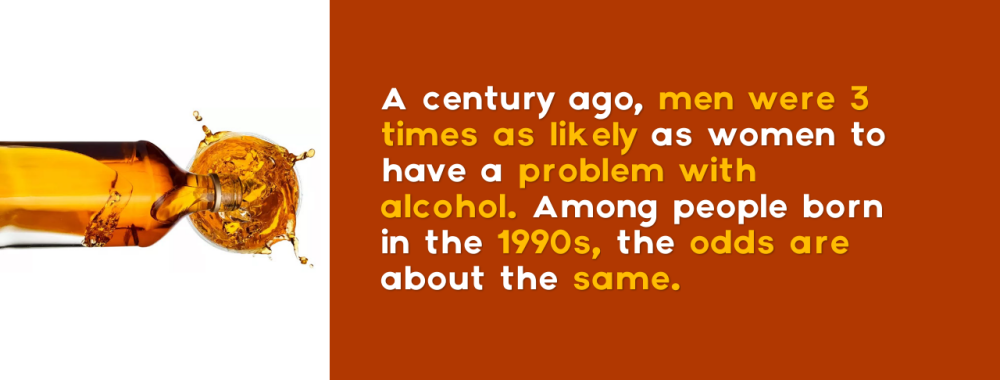 A century ago, men were 3
times as likely as women to
have a problem with
alcohol. Among people born
in the 1990s, the odds are
about the same.